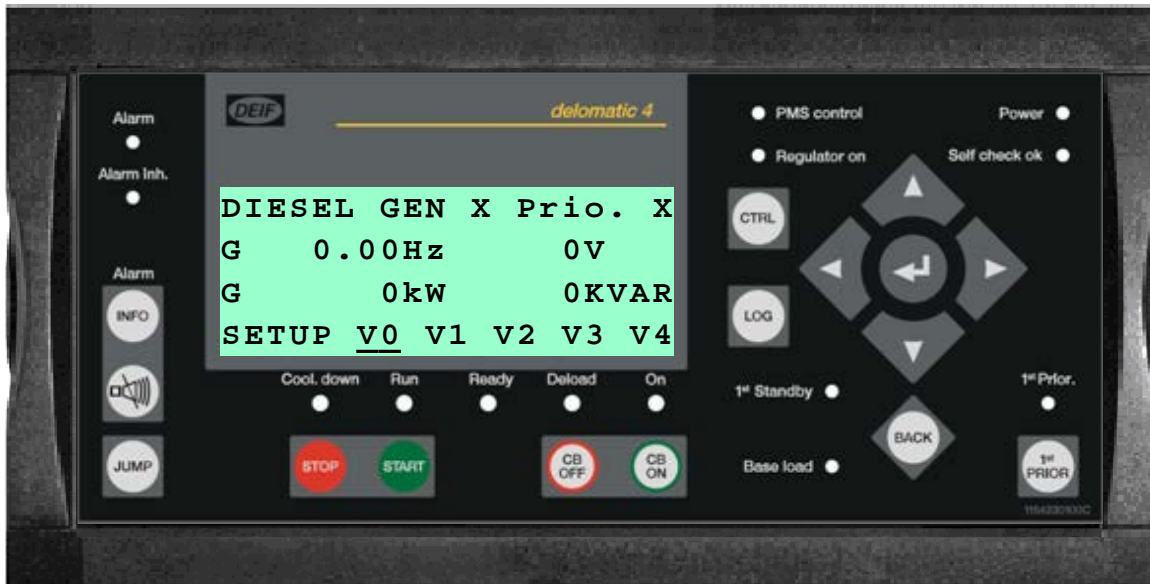 DEIF
delomatic 4
Alarm
Alarm Inh.
DIESEL GEN X Prio. X
G 0.00Hz 0V
G 0kW 0KVAR
SETUP V0 V1 V2 V3 V4
PMS control
Power
Regulator on
Self check ok
CTRL
LOG
Alarm
INFO
JUMP
Cool. down
Run
Ready
Deload
On
STOP
START
CB OFF
CB ON
1st Standby
1st Prior.
BACK
Base load
1st PRIOR